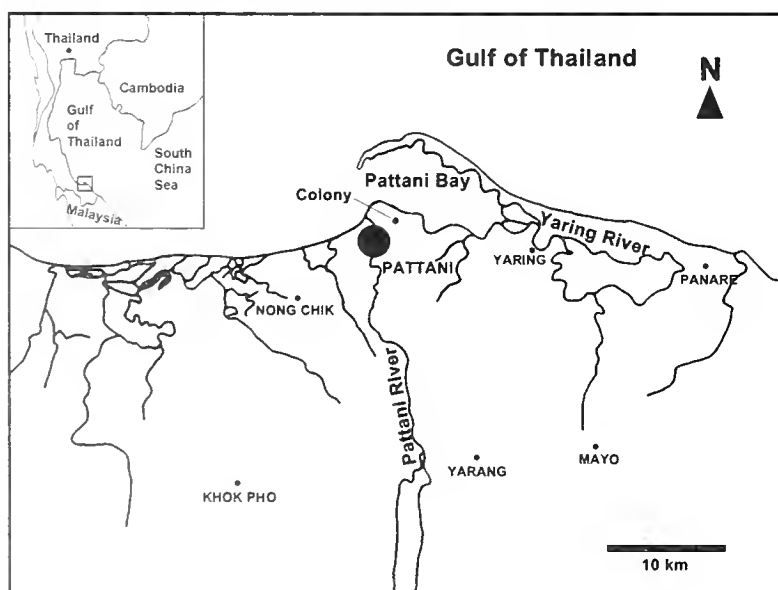 Thailand
Cambodia
Gulf
of
Thailand
South
China
Sea
Malaysia
Gulf of Thailand
N
Pattani Bay
Colony
Yaring River
PATTANI
YARING
PANARE
NONG CHIK
Pattani River
KHOK PHO
YARANG
MAYO
10 km